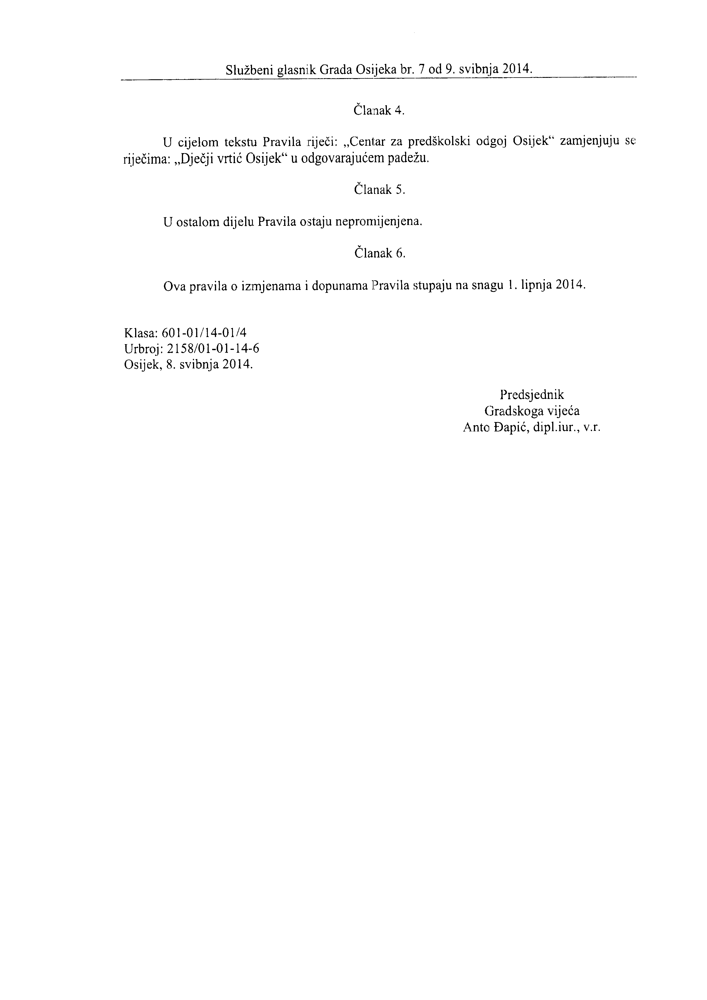 Službeni glasnik Grada Osijeka br. 7 od 9. svibnja 2014.
Članak 4.
U cijelom tekstu Pravila riječi: „Centar za predškolski odgoj Osijek“ zamjenjuju se
riječima: „Dječji vrtić Osijek“ u odgovarajućem padežu.
Članak 5.
U ostalom dijelu Pravila ostaju nepromijenjena.
Članak 6.
Ova pravila o izmjenama i dopunama Pravila stupaju na snagu 1. lipnja 2014.
Klasa: 601-01/14-01/4
Urbroj: 2158/01-01-14-6
Osijek, 8. svibnja 2014.
Predsjednik
Gradskoga vijeća
Anto Đapić, dipl.iur., v.r.